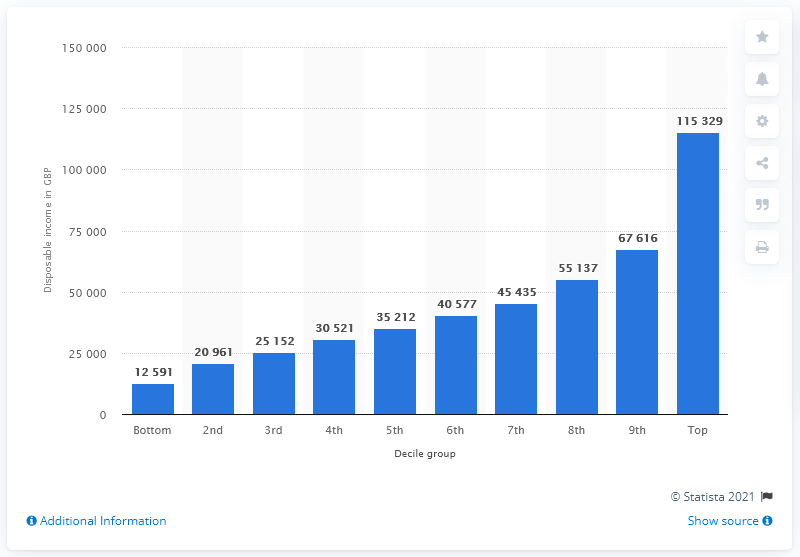 150 000
125 000
100 000
75 000
50 000
25 000
0
Disposable income in GBP
12 591
20 961
25 152
30 521
35 212
40 577
45 435
55 137
67 616
115 329
Bottom 2nd 3rd 4th 5th 6th 7th 8th 9th Top
Decile group
© Statista 2021
Additional Information
Show source